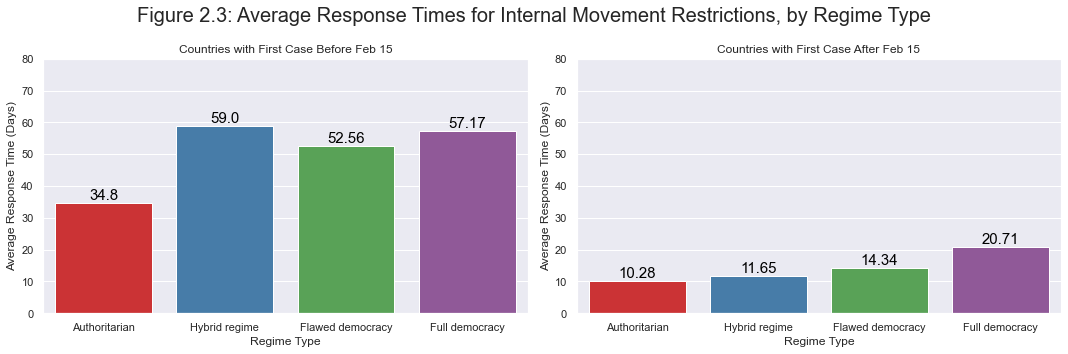 Figure 2.3: Average Response Times for Internal Movement Restrictions, by Regime Type
Countries with First Case Before Feb 15
Average Response Time (Days)
80
70
60
50
40
30
20
10
0
34.8
59.0
52.56
57.17
Authoritarian
Hybrid regime
Flawed democracy
Full democracy
Regime Type
Countries with First Case After Feb 15
Average Response Time (Days)
80
70
60
50
40
30
20
10
0
10.28
11.65
14.34
20.71
Authoritarian
Hybrid regime
Flawed democracy
Full democracy
Regime Type